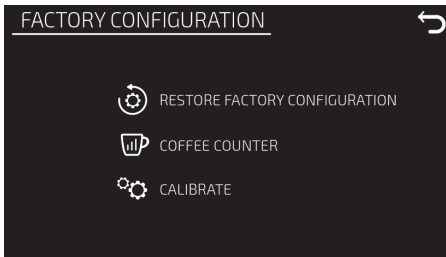 FACTORY CONFIGURATION
RESTORE FACTORY CONFIGURATION
COFFEE COUNTER
CALIBRATE